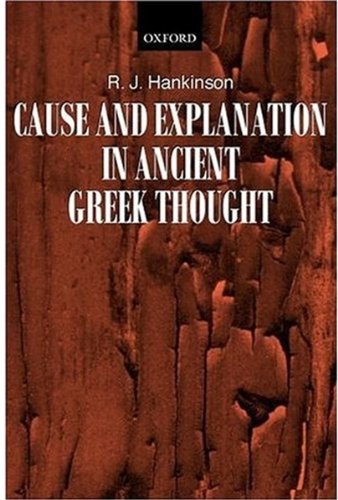 OXFORD
R. J. Hankinson
CAUSE AND EXPLANATION
IN ANCIENT
GREEK THOUGHT